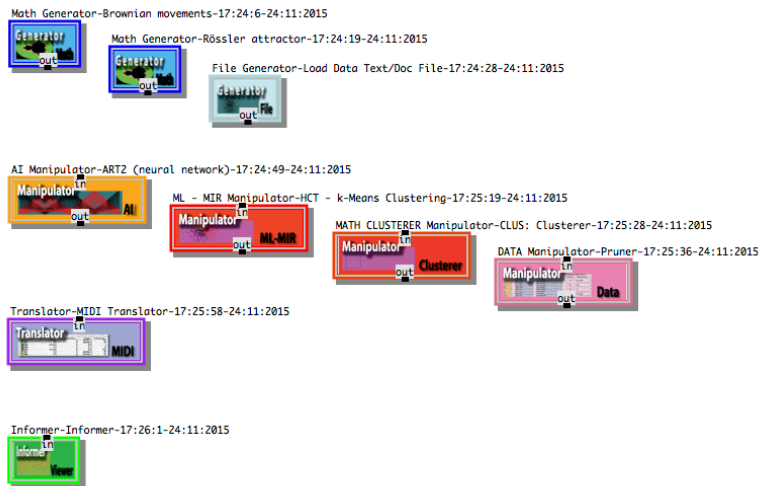 Math Generator-Brownian movements-17:24:6-24:11:2015
Generator
Math
out
Math Generator-Rössler attractor-17:24:19-24:11:2015
Generator
Math
out
File Generator-Load Data Text/Doc File-17:24:28-24:11:2015
Generator
File
out
AI Manipulator-ART2 (neural network)-17:24:49-24:11:2015
in
Manipulator
AI
out
ML - MIR Manipulator-HCT - k-Means Clustering-17:25:19-24:11:2015
in
Manipulator
ML-MIR
out
MATH CLUSTERER Manipulator-CLUS: Clusterer-17:25:28-24:11:2015
in
Manipulator
Clusterer
out
DATA Manipulator-Pruner-17:25:36-24:11:2015
in
Manipulator
Data
out
Translator-MIDI Translator-17:25:58-24:11:2015
in
Translator
MIDI
Informer-Informer-17:26:1-24:11:2015
in
Informer
Viewer